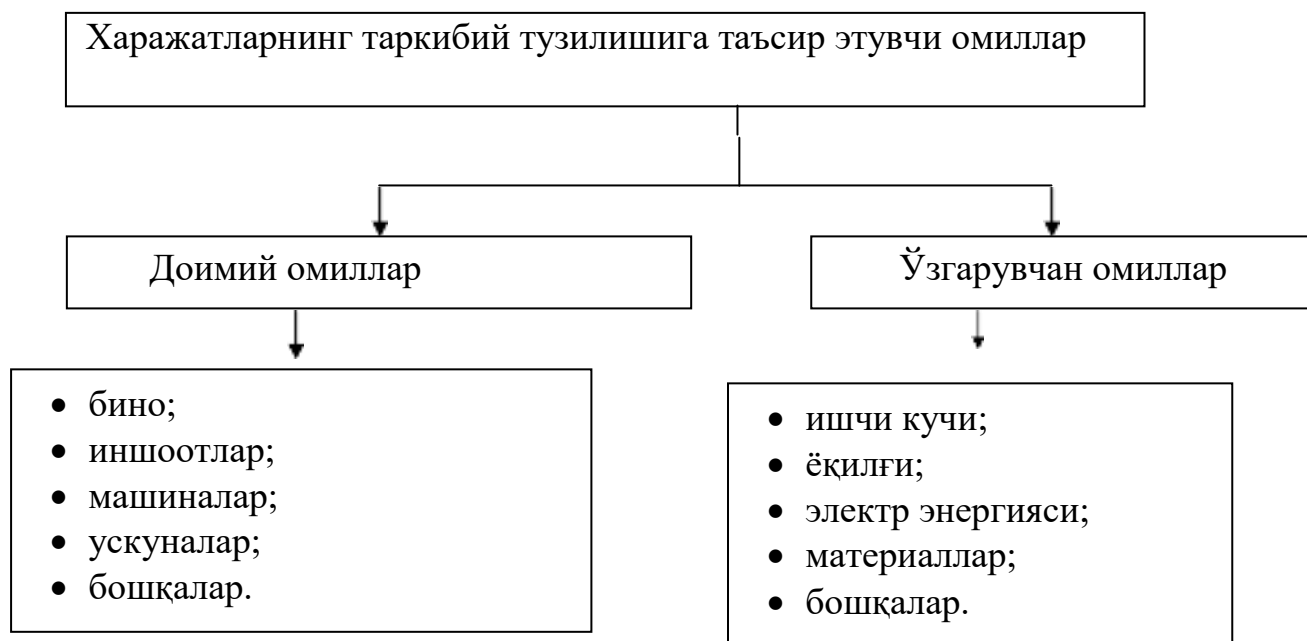 Харажатларнинг таркибий тузилишига таъсир этувчи омиллар
Доимий омиллар
Ўзгарувчан омиллар
• бино;
• иншоотлар;
• машиналар;
• ускуналар;
• бошқалар.
• ишчи кучи;
• ёқилғи;
• электр энергияси;
• материаллар;
• бошқалар.